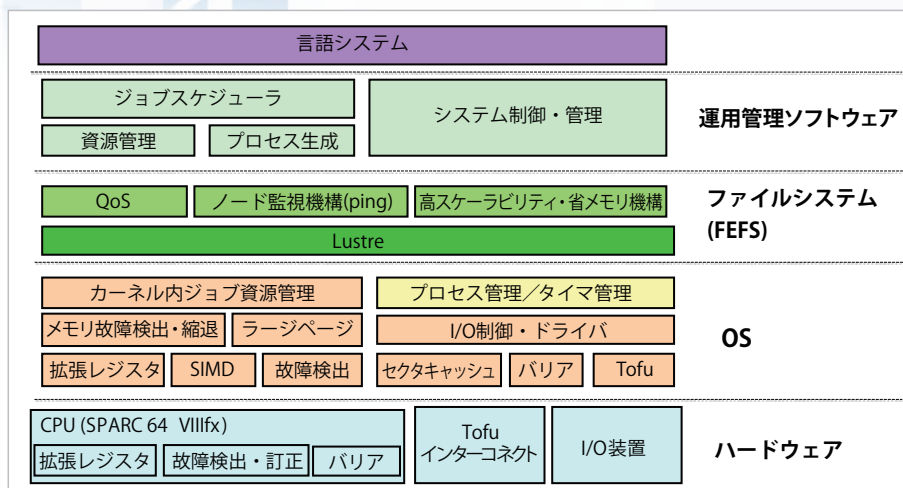 言語システム
ジョブスケジューラ
システム制御・管理
運用管理ソフトウェア
資源管理
プロセス生成
QoS
ノード監視機構(ping)
高スケーラビリティ・省メモリ機構
ファイルシステム
(FEFS)
Lustre
カーネル内ジョブ資源管理
プロセス管理／タイマ管理
メモリ故障検出・縮退
ラージページ
I/O制御・ドライバ
OS
拡張レジスタ
SIMD
故障検出
セクタキャッシュ
バリア
Tofu
CPU (SPARC 64 VIIIfx)
Tofu
インターコネクト
I/O装置
ハードウェア
拡張レジスタ
故障検出・訂正
バリア